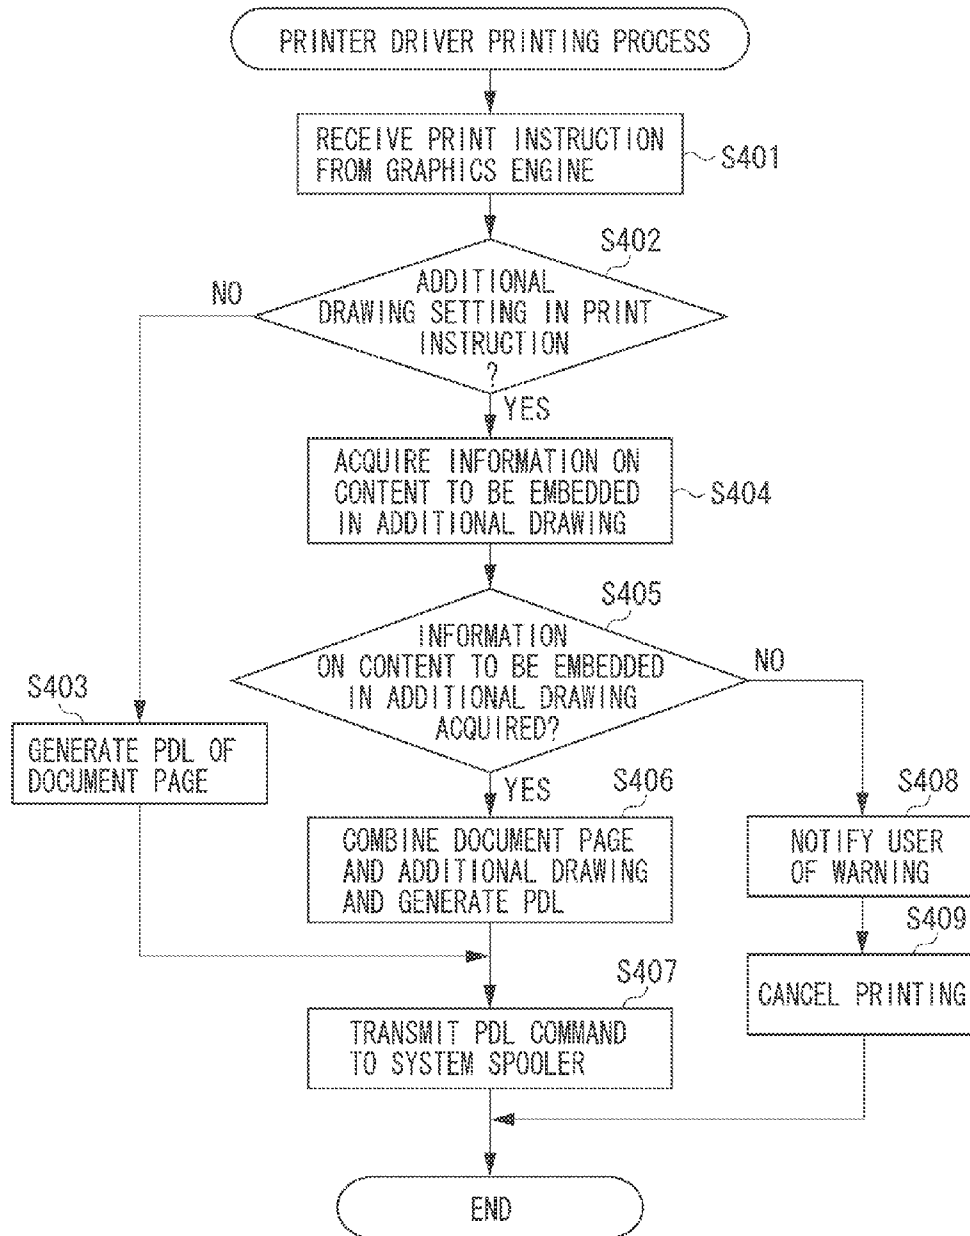 PRINTER DRIVER PRINTING PROCESS
RECEIVE PRINT INSTRUCTION
FROM GRAPHICS ENGINE
S401
S402
ADDITIONAL
DRAWING SETTING IN PRINT
INSTRUCTION
?
NO
YES
ACQUIRE INFORMATION ON
CONTENT TO BE EMBEDDED
IN ADDITIONAL DRAWING
S404
S405
INFORMATION
ON CONTENT TO BE EMBEDDED
IN ADDITIONAL DRAWING
ACQUIRED?
NO
YES
S403
GENERATE PDL OF
DOCUMENT PAGE
S406
COMBINE DOCUMENT PAGE
AND ADDITIONAL DRAWING
AND GENERATE PDL
S408
NOTIFY USER
OF WARNING
S409
CANCEL PRINTING
S407
TRANSMIT PDL COMMAND
TO SYSTEM SPOOLER
END